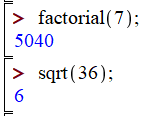 > factorial(7);
5040
> sqrt(36);
6